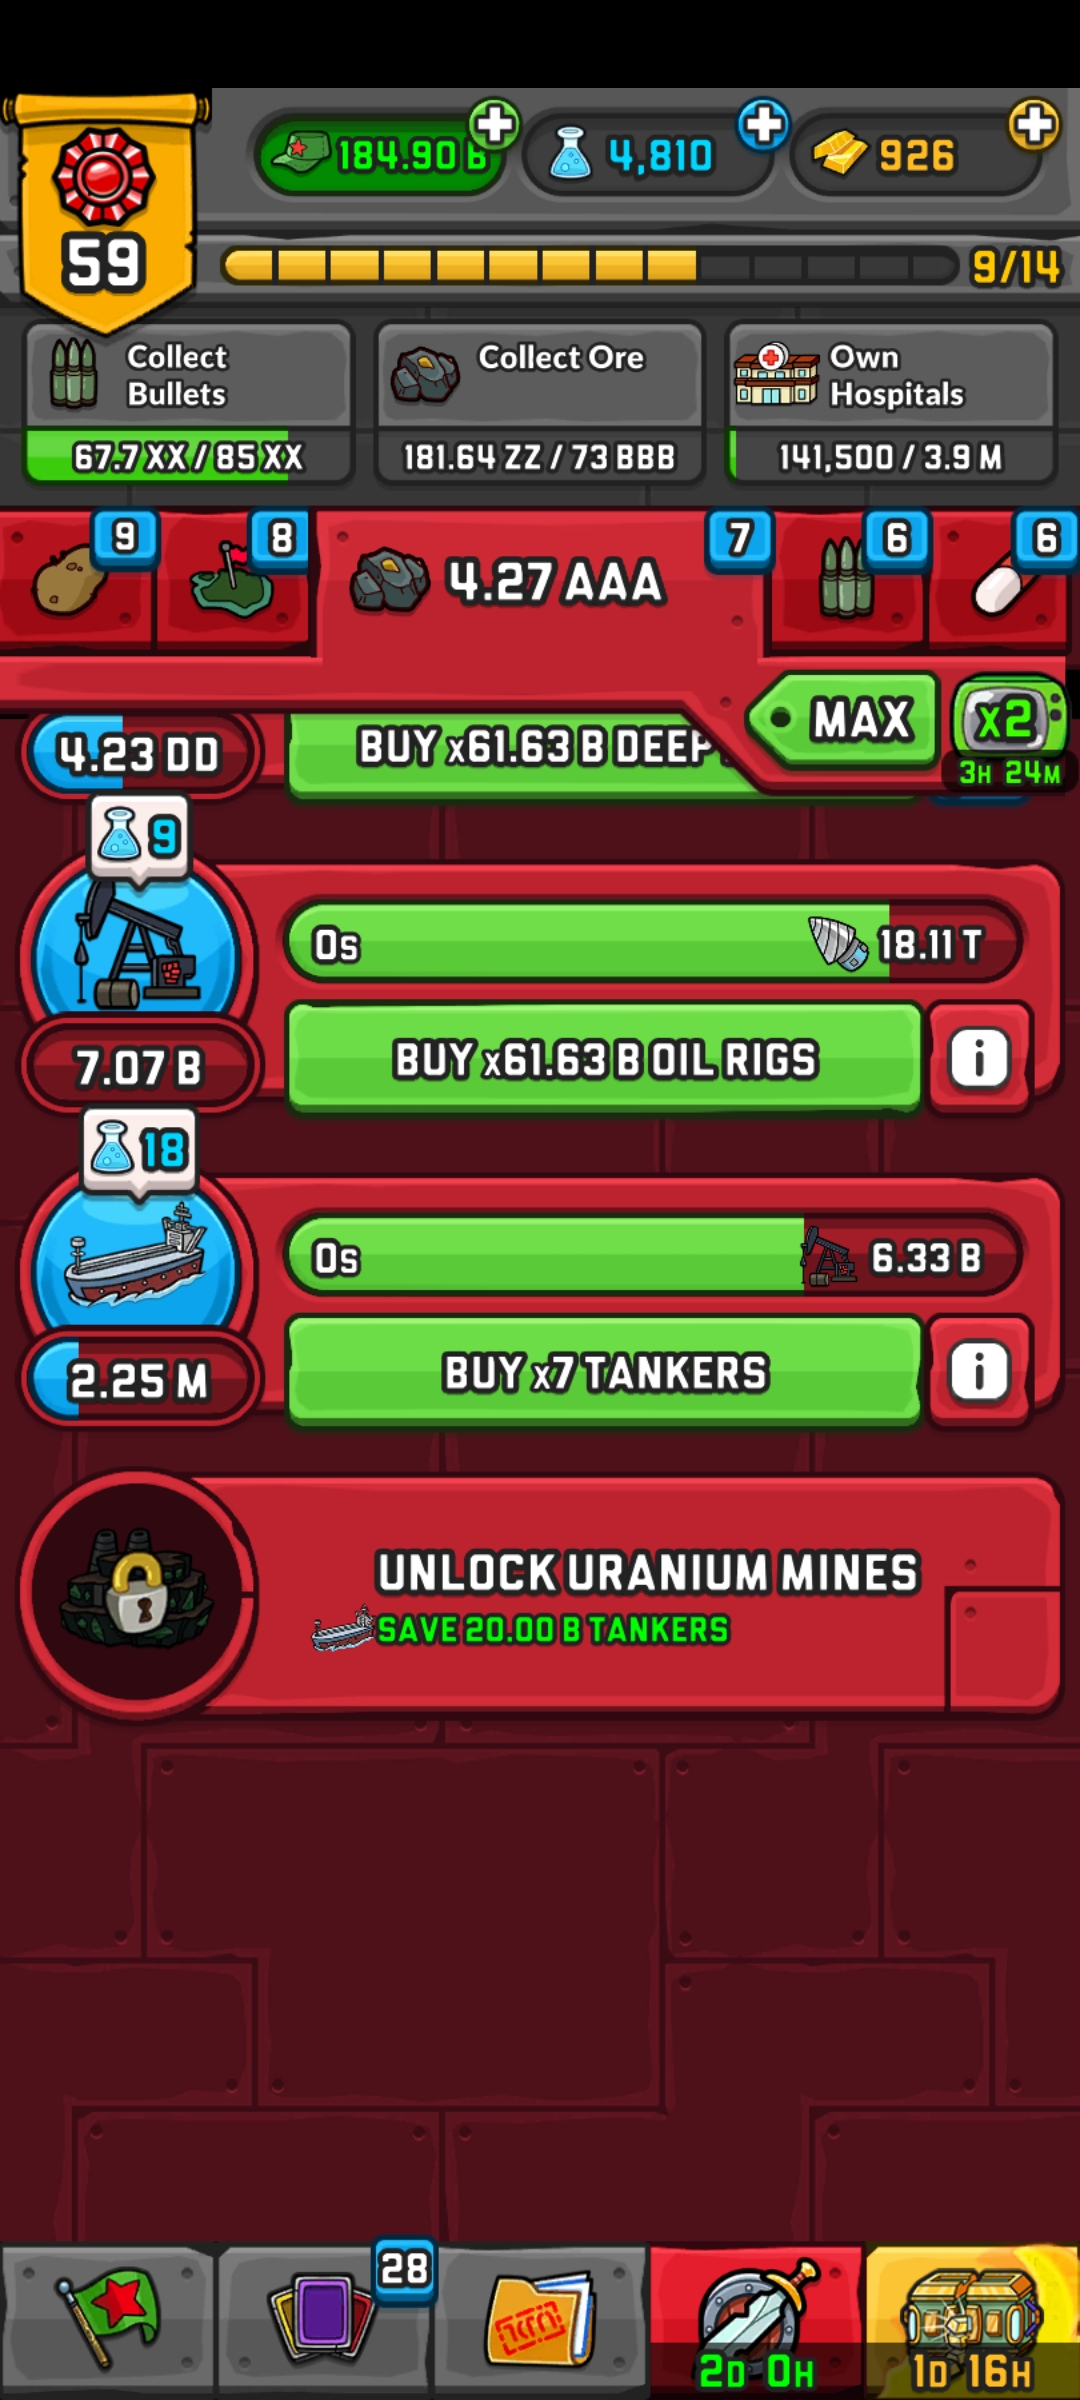 184.90 B
4,810
926
59
9/14
Collect
Bullets
67.7 XX / 85 XX
Collect Ore
181.64 ZZ / 73 BBB
Own
Hospitals
141,500 / 3.9 M
9
8
4.27 AAA
7
6
6
MAX
x2
3H 24M
4.23 DD
BUY x61.63 B DEEP
9
0s
18.11 T
7.07 B
BUY x61.63 B OIL RIGS
i
18
0s
6.33 B
2.25 M
BUY x7 TANKERS
i
UNLOCK URANIUM MINES
SAVE 20.00 B TANKERS
28
2D 0H
1D 16H